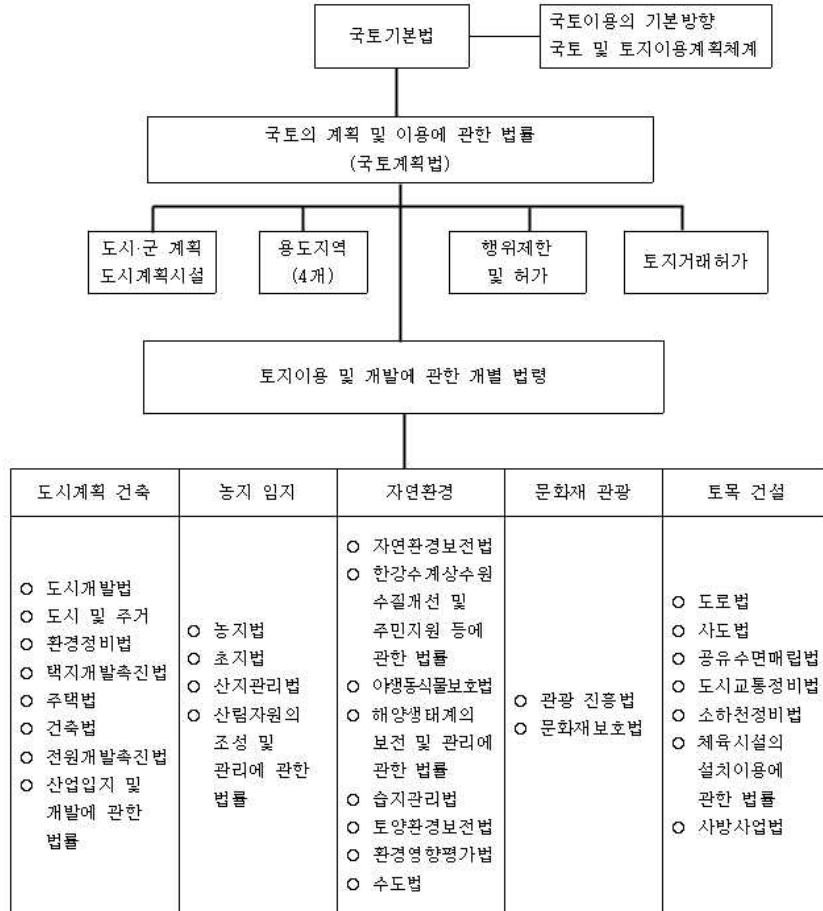 국토기본법
국토이용의 기본방향
국토 및 토지이용계획체계
국토의 계획 및 이용에 관한 법률
(국토계획법)
도시·군 계획
도시계획시설
용도지역
(4개)
행위제한
및 허가
토지거래허가
토지이용 및 개발에 관한 개별 법령
도시계획 건축
농지 임지
자연환경
문화재 관광
토목 건설
○ 도시개발법
○ 도시 및 주거
○ 환경정비법
○ 택지개발촉진법
○ 주택법
○ 건축법
○ 전원개발촉진법
○ 산업입지 및
개발에 관한
법률
○ 농지법
○ 초지법
○ 산지관리법
○ 산림자원의
조성 및
관리에 관한
법률
○ 자연환경보전법
○ 한강수계상수원
수질개선 및
주민지원 등에
관한 법률
○ 야생동식물보호법
○ 해양생태계의
보전 및 관리에
관한 법률
○ 습지관리법
○ 토양환경보전법
○ 환경영향평가법
○ 수도법
○ 관광 진흥법
○ 문화재보호법
○ 도로법
○ 사도법
○ 공유수면매립법
○ 도시교통정비법
○ 소하천정비법
○ 체육시설의
설치이용에
관한 법률
○ 사방사업법